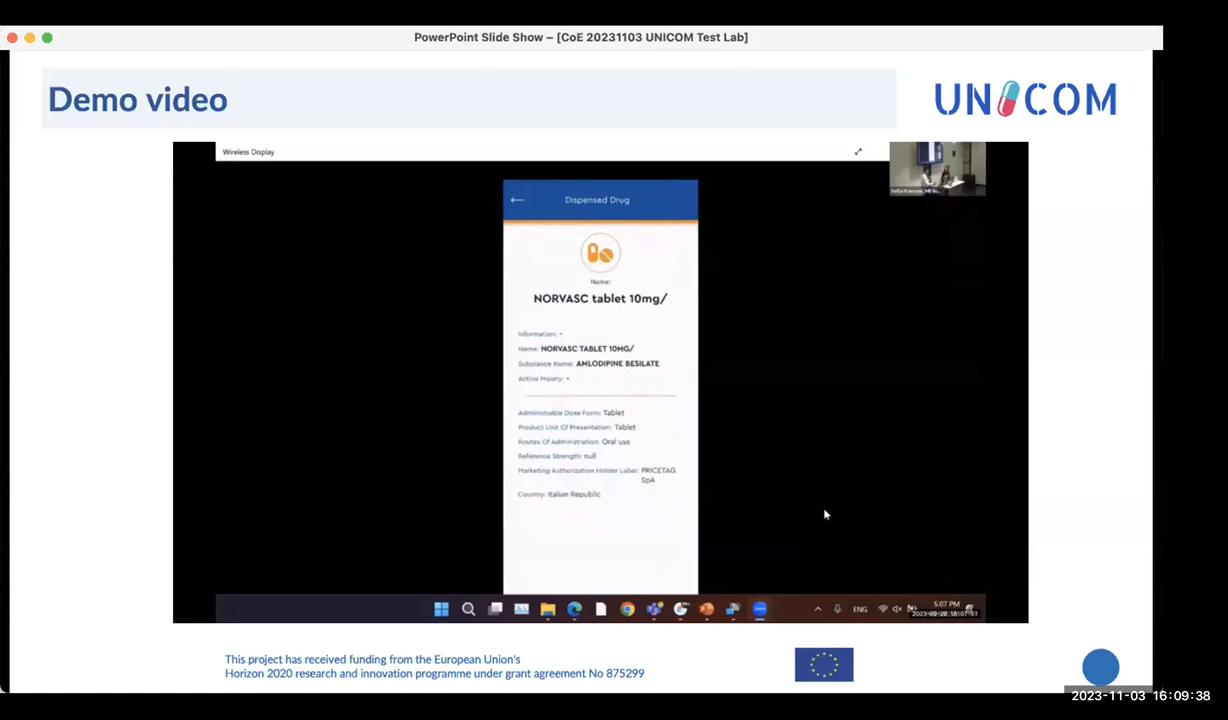 PowerPoint Slide Show – [CoE 20231103 UNICOM Test Lab]
Demo video
UNICOM
Wireless Display
Dispensed Drug
Name:
NORVASC tablet 10mg/
Information: -
Name: NORVASC TABLET 10MG/
Substance Name: AMLODIPINE BESILATE
Active Moiety: -
Administrable Dose Form: Tablet
Product Unit Of Presentation: Tablet
Routes Of Administration: Oral use
Reference Strength: null
Marketing Authorization Holder Label: PRICETAG
SpA
Country: Italian Republic
ENG
5:07 PM
This project has received funding from the European Union's
Horizon 2020 research and innovation programme under grant agreement No 875299
2023-11-03 16:09:38